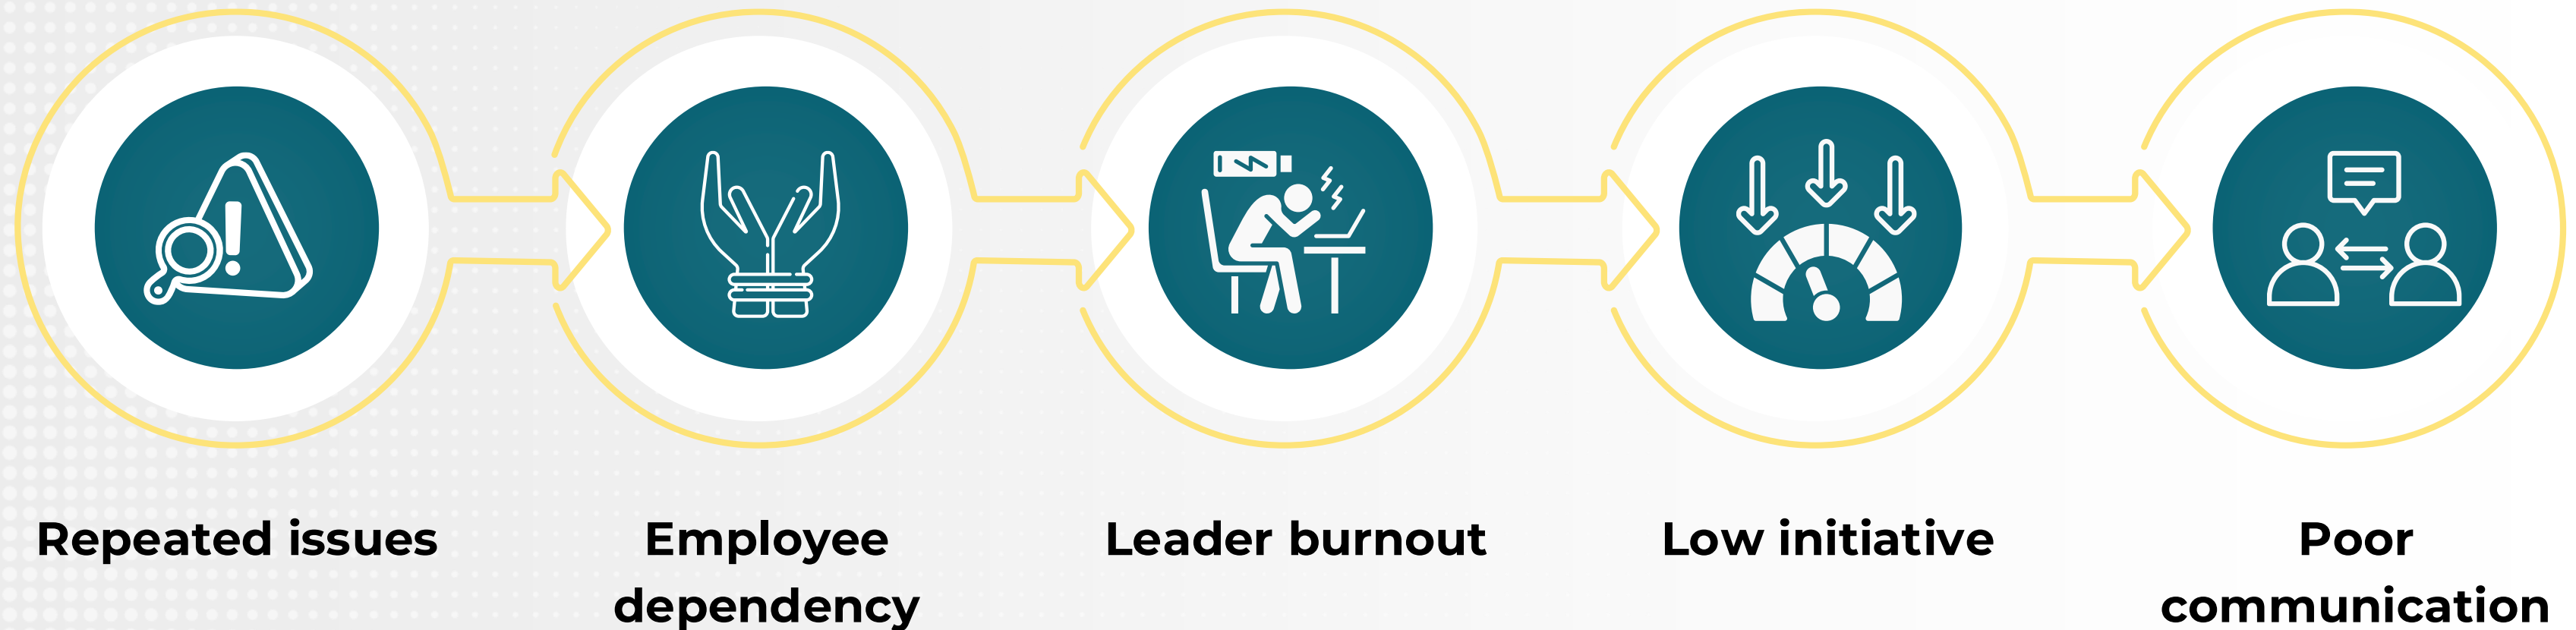 Repeated issues
Employee
dependency
Leader burnout
Low initiative
Poor
communication